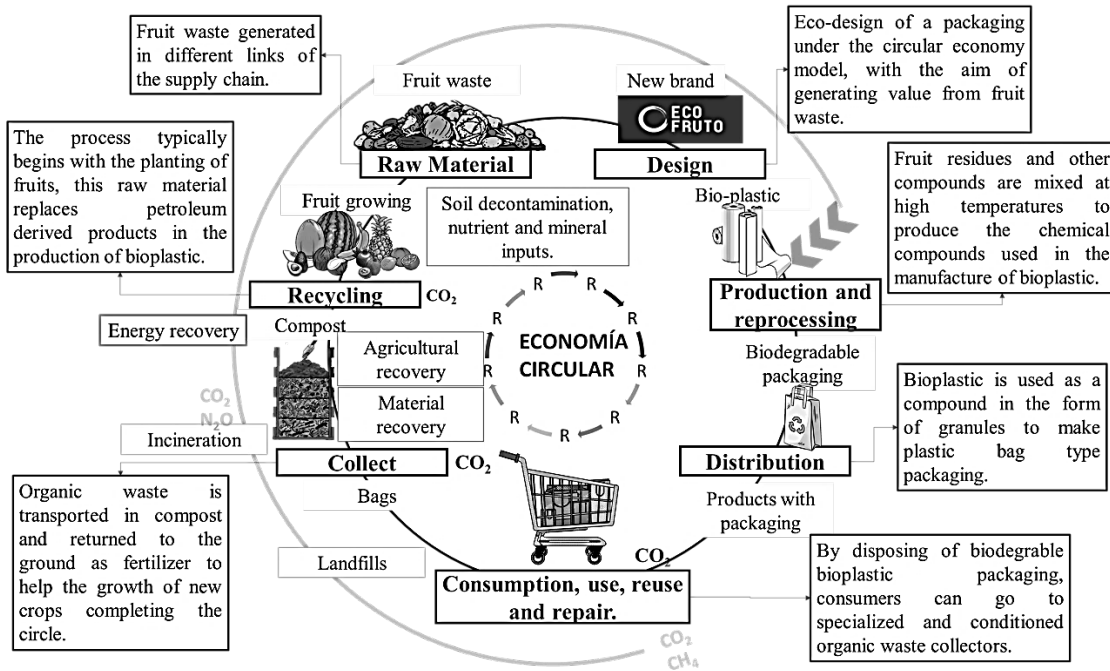 Fruit waste generated
in different links of
the supply chain.
Fruit waste
New brand
ECO
FRUTO
Eco-design of a packaging
under the circular economy
model, with the aim of
generating value from fruit
waste.
Raw Material
Design
The process typically
begins with the planting of
fruits, this raw material
replaces petroleum
derived products in the
production of bioplastic.
Fruit growing
Soil decontamination,
nutrient and mineral
inputs.
Bio-plastic
Fruit residues and other
compounds are mixed at
high temperatures to
produce the chemical
compounds used in the
manufacture of bioplastic.
Recycling
CO2
Production and
reprocessing
Energy recovery
Compost
Agricultural
recovery
Material
recovery
R
R
R
R
R
R
R
R
R
R
R
ECONOMÍA
CIRCULAR
Biodegradable
packaging
CO2
N2O
Incineration
Collect
CO2
Distribution
Bioplastic is used as a
compound in the form
of granules to make
plastic bag type
packaging.
Bags
Products with
packaging
Organic waste is
transported in compost
and returned to the
ground as fertilizer to
help the growth of new
crops completing the
circle.
Landfills
CO2
Consumption, use, reuse
and repair.
By disposing of biodegrable
bioplastic packaging,
consumers can go to
specialized and conditioned
organic waste collectors.
CO2
CH4